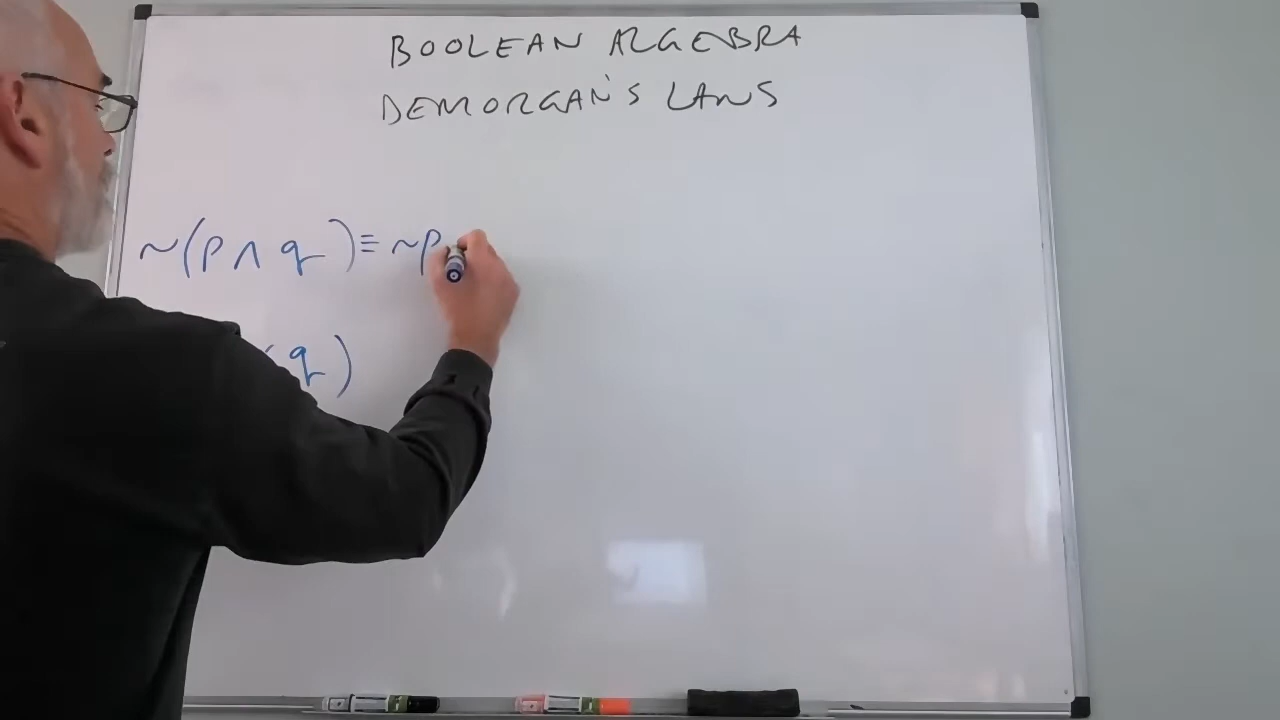 BOOLEAN ALGEBRA
DEMORGAN'S LAWS
~(p ∧ q) ≡ ~p
q)